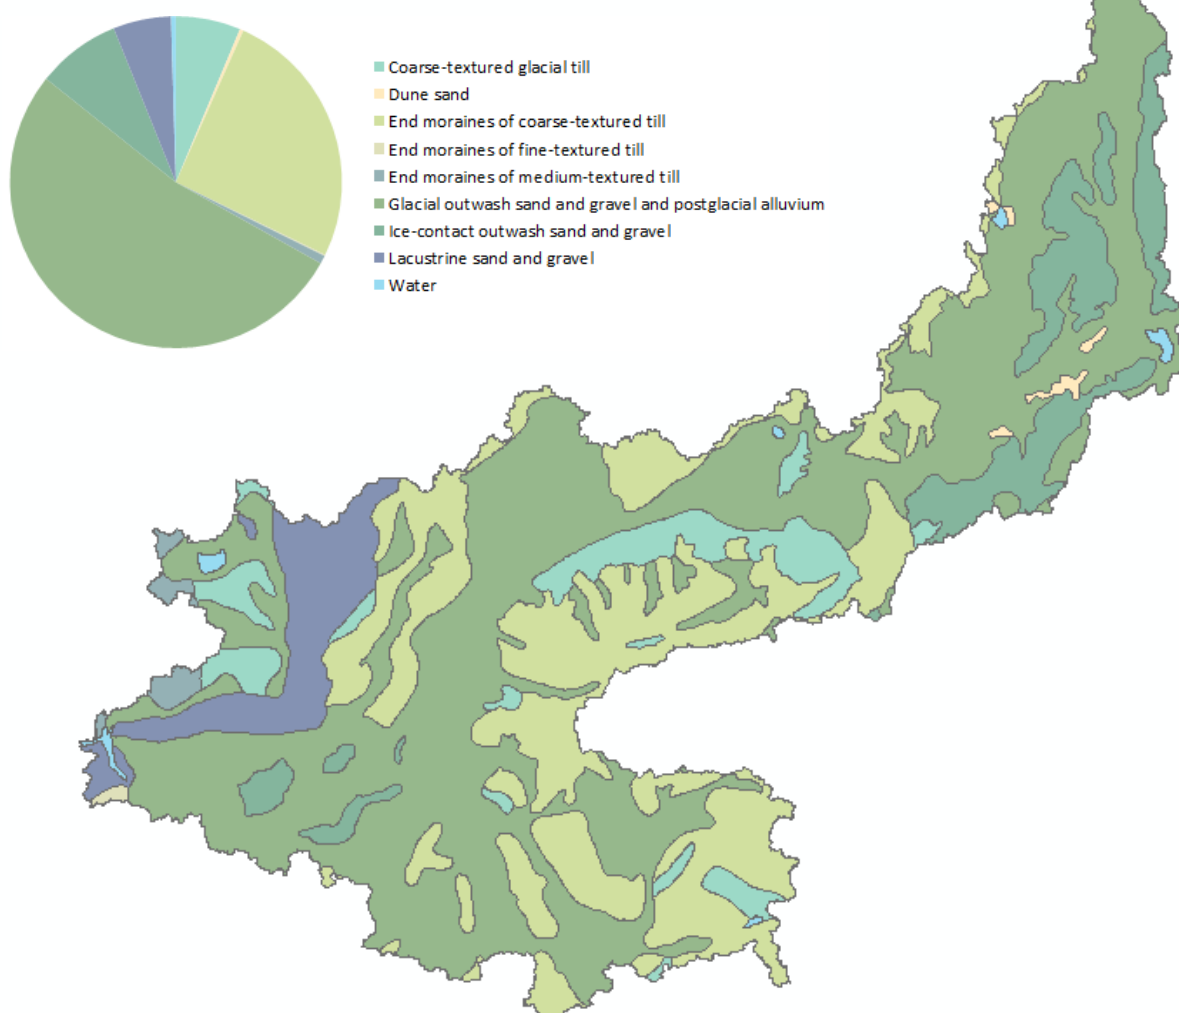 Coarse-textured glacial till
Dune sand
End moraines of coarse-textured till
End moraines of fine-textured till
End moraines of medium-textured till
Glacial outwash sand and gravel and postglacial alluvium
Ice-contact outwash sand and gravel
Lacustrine sand and gravel
Water